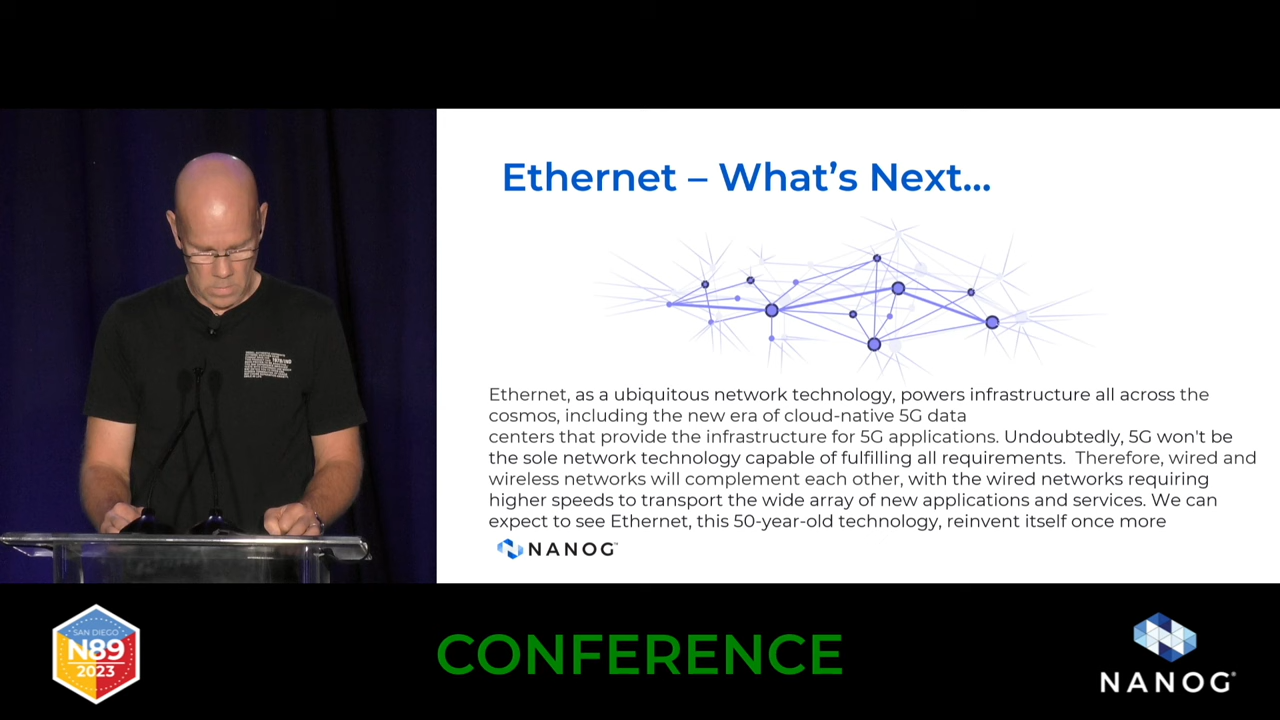 Ethernet – What's Next...
Ethernet, as a ubiquitous network technology, powers infrastructure all across the
cosmos, including the new era of cloud-native 5G data
centers that provide the infrastructure for 5G applications. Undoubtedly, 5G won't be
the sole network technology capable of fulfilling all requirements.  Therefore, wired and
wireless networks will complement each other, with the wired networks requiring
higher speeds to transport the wide array of new applications and services. We can
expect to see Ethernet, this 50-year-old technology, reinvent itself once more
NANOG™
SAN DIEGO
N89
2023
CONFERENCE
NANOG®